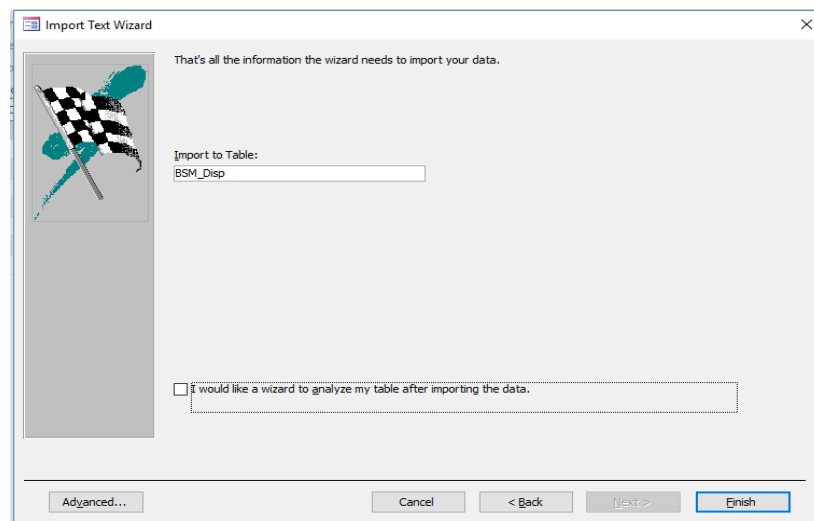 Import Text Wizard
That's all the information the wizard needs to import your data.
Import to Table:
BSM_Disp
I would like a wizard to analyze my table after importing the data.
Advanced... Cancel < Back Next > Finish